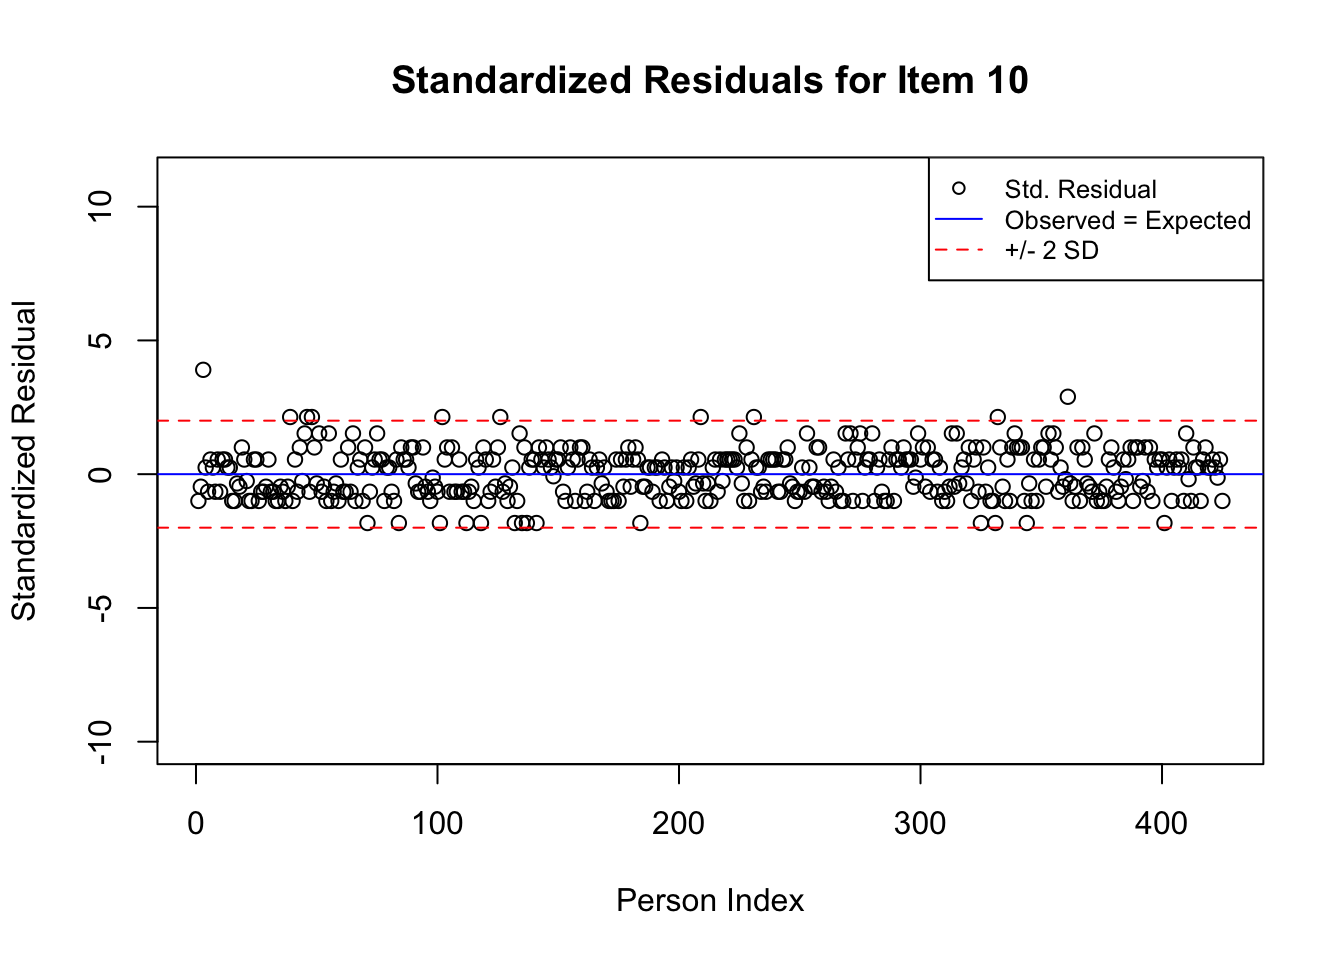 Standardized Residuals for Item 10
Std. Residual
Observed = Expected
+/- 2 SD
Standardized Residual
10
5
0
-5
-10
0 100 200 300 400
Person Index